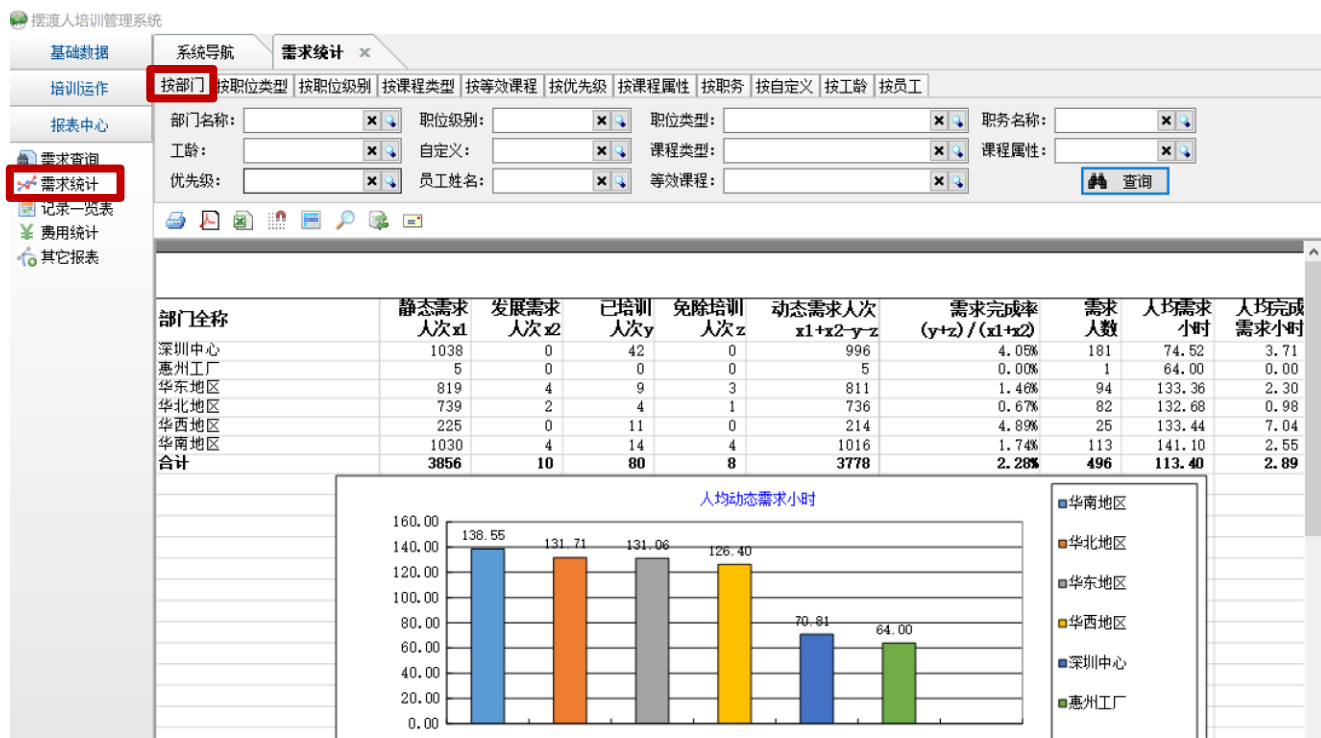 摆渡人培训管理系统
基础数据
培训运作
报表中心
需求查询
需求统计
记录一览表
费用统计
其它报表
系统导航 需求统计 ×
按部门 按职位类型 按职位级别 按课程类型 按等效课程 按优先级 按课程属性 按职务 按自定义 按工龄 按员工
部门名称: 职位级别: 职位类型: 职务名称:
工龄: 自定义: 课程类型: 课程属性:
优先级: 员工姓名: 等效课程: 查询
部门全称 静态需求人次x1 发展需求人次x2 已培训人次y 免除培训人次z 动态需求人次x1+x2-y-z 需求完成率(y+z)/(x1+x2) 需求人数 人均需求小时 人均完成需求小时
深圳中心 1038 0 42 0 996 4.05% 181 74.52 3.71
惠州工厂 5 0 0 0 5 0.00% 1 64.00 0.00
华东地区 819 4 9 3 811 1.46% 94 133.36 2.30
华北地区 739 2 4 1 736 0.67% 82 132.68 0.98
华西地区 225 0 11 0 214 4.89% 25 133.44 7.04
华南地区 1030 4 14 4 1016 1.74% 113 141.10 2.55
合计 3856 10 80 8 3778 2.28% 496 113.40 2.89
人均动态需求小时
160.00
140.00
120.00
100.00
80.00
60.00
40.00
20.00
0.00
138.55
131.71
131.06
126.40
70.81
64.00
华南地区
华北地区
华东地区
华西地区
深圳中心
惠州工厂